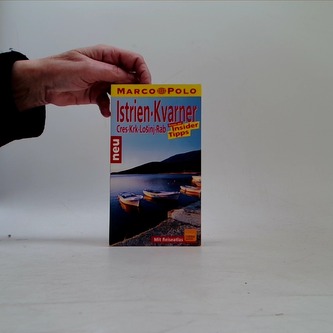 MARCO POLO
Istrien·Kvarner
Cres·Krk·Lošinj·Rab
Insider
Tipps
neu
Mit Reiseatlas